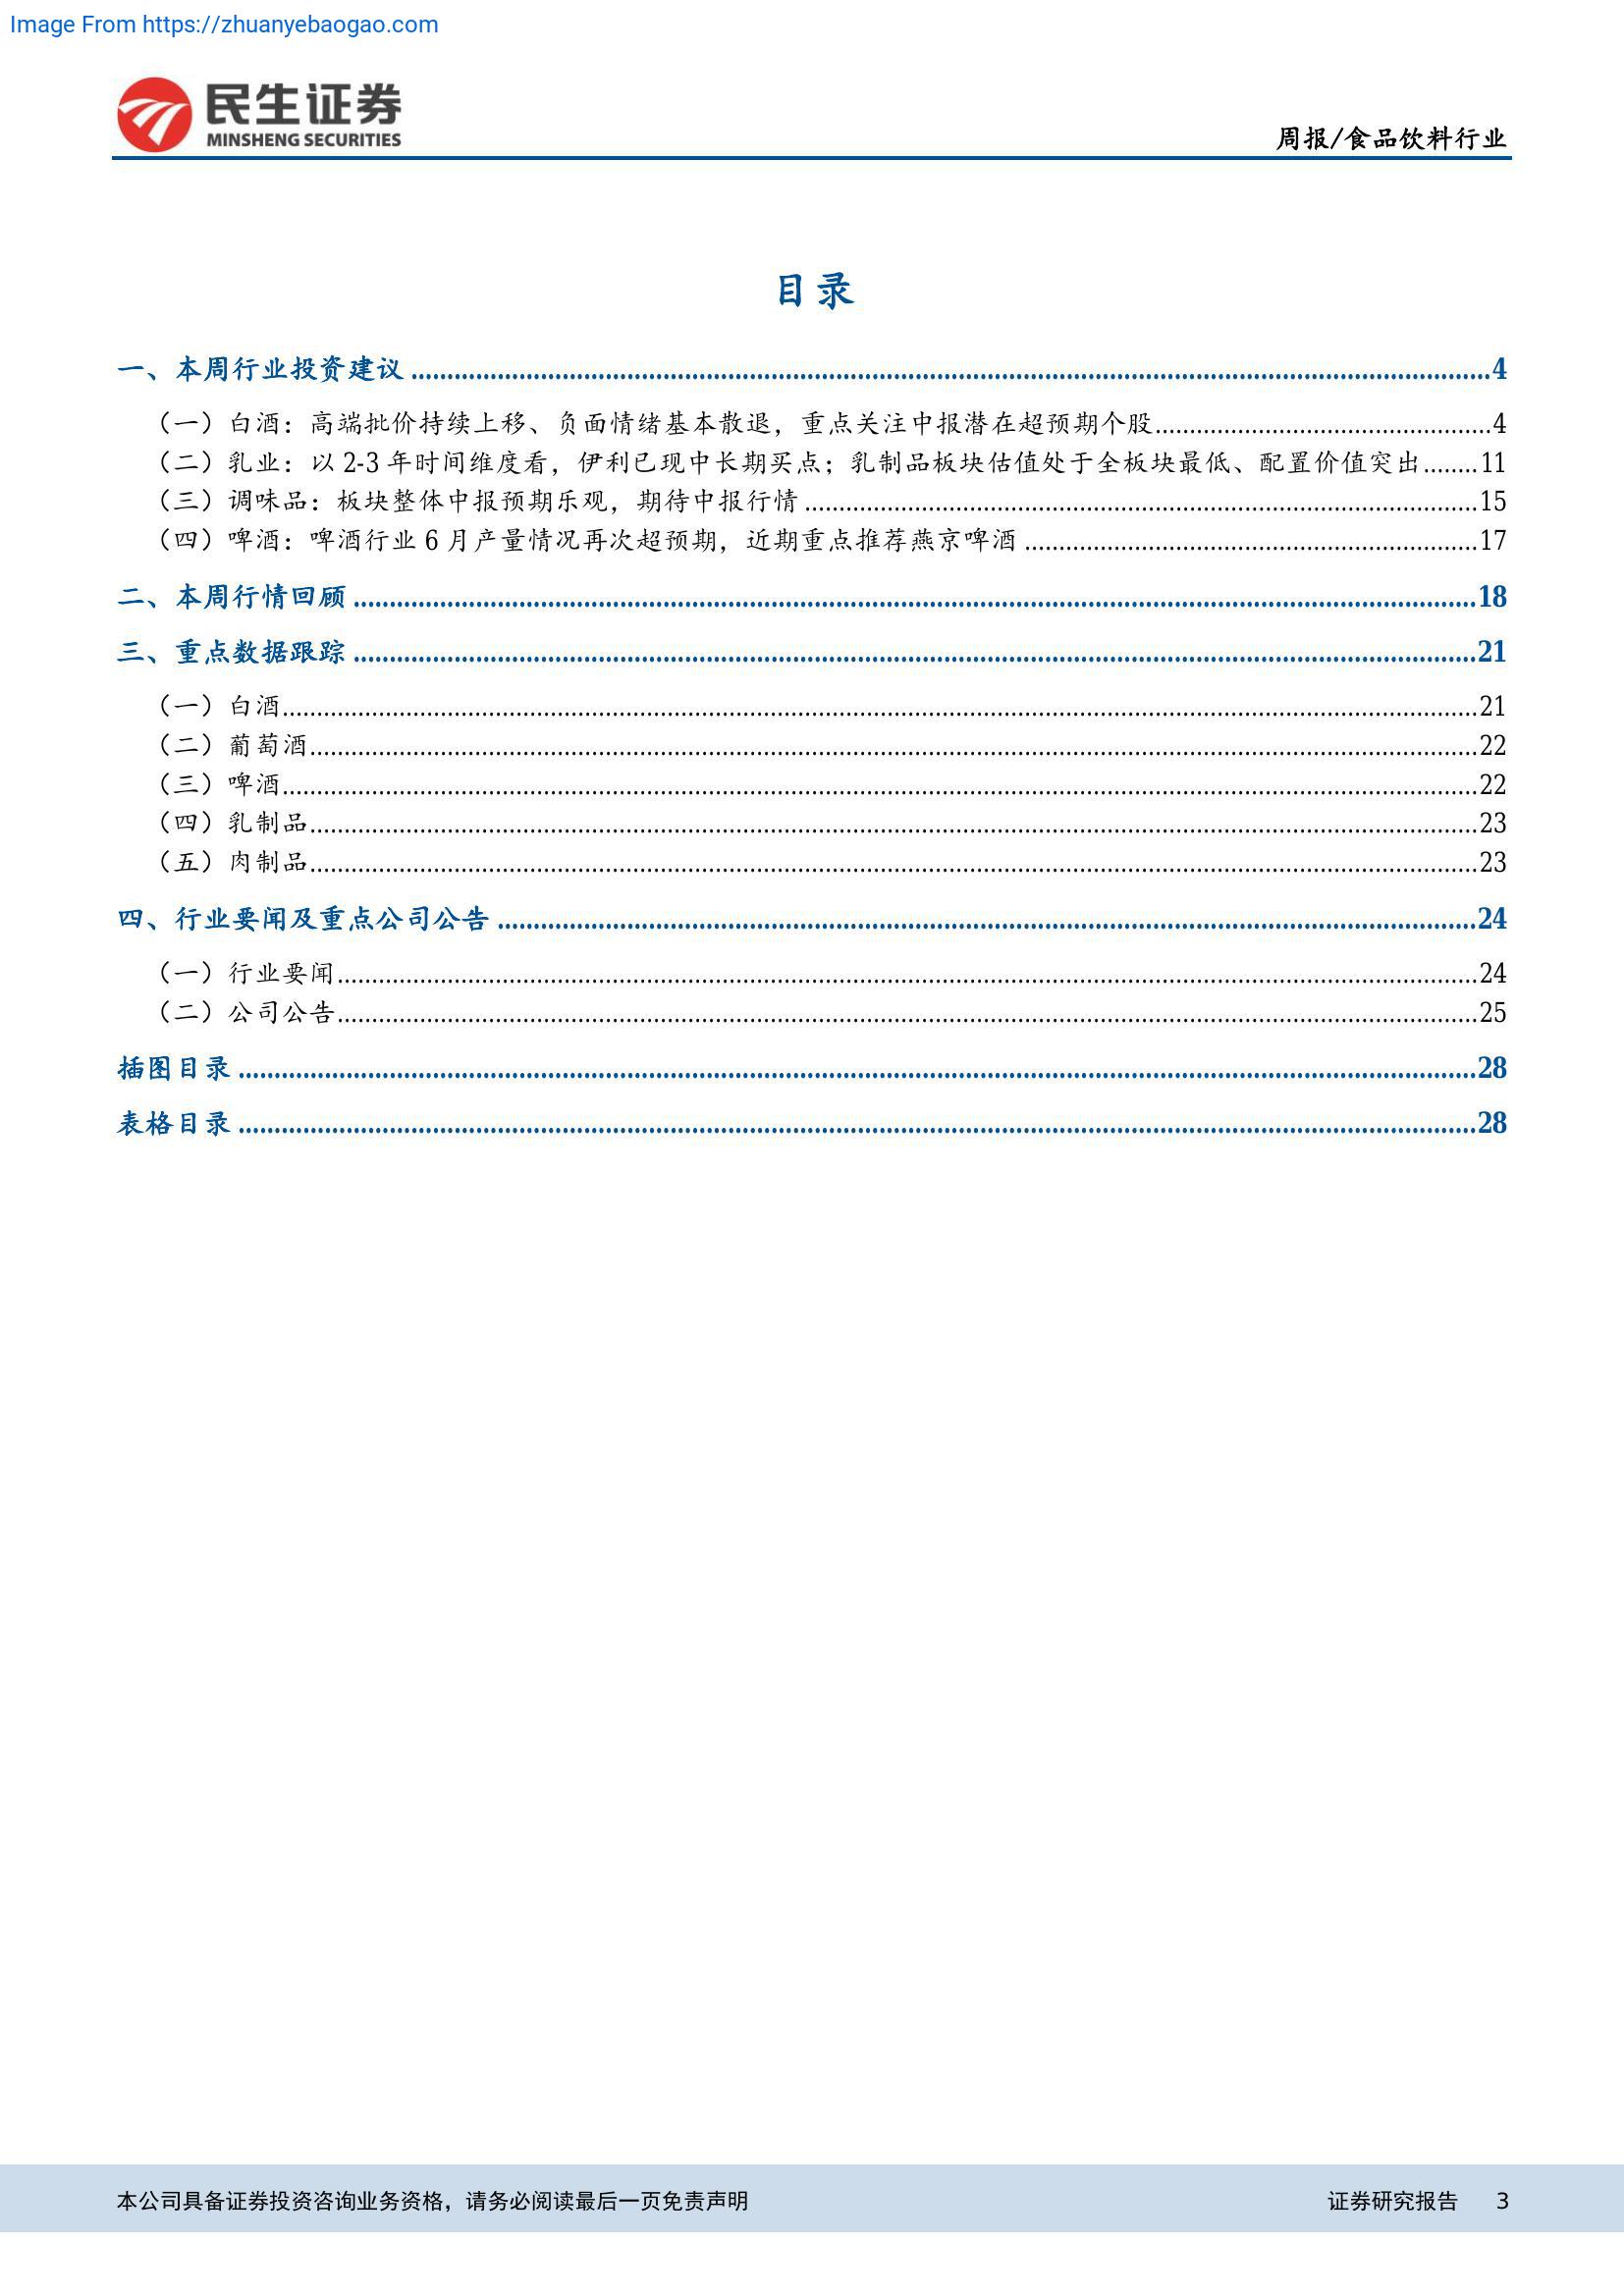 Image From https://zhuanyebaogao.com
民生证券
MINSHENG SECURITIES
周报/食品饮料行业
目录
一、本周行业投资建议 4
（一）白酒：高端批价持续上移、负面情绪基本散退，重点关注中报潜在超预期个股 4
（二）乳业：以 2-3 年时间维度看，伊利已现中长期买点；乳制品板块估值处于全板块最低、配置价值突出 11
（三）调味品：板块整体中报预期乐观，期待中报行情 15
（四）啤酒：啤酒行业 6 月产量情况再次超预期，近期重点推荐燕京啤酒 17
二、本周行情回顾 18
三、重点数据跟踪 21
（一）白酒 21
（二）葡萄酒 22
（三）啤酒 22
（四）乳制品 23
（五）肉制品 23
四、行业要闻及重点公司公告 24
（一）行业要闻 24
（二）公司公告 25
插图目录 28
表格目录 28
本公司具备证券投资咨询业务资格，请务必阅读最后一页免责声明 证券研究报告 3